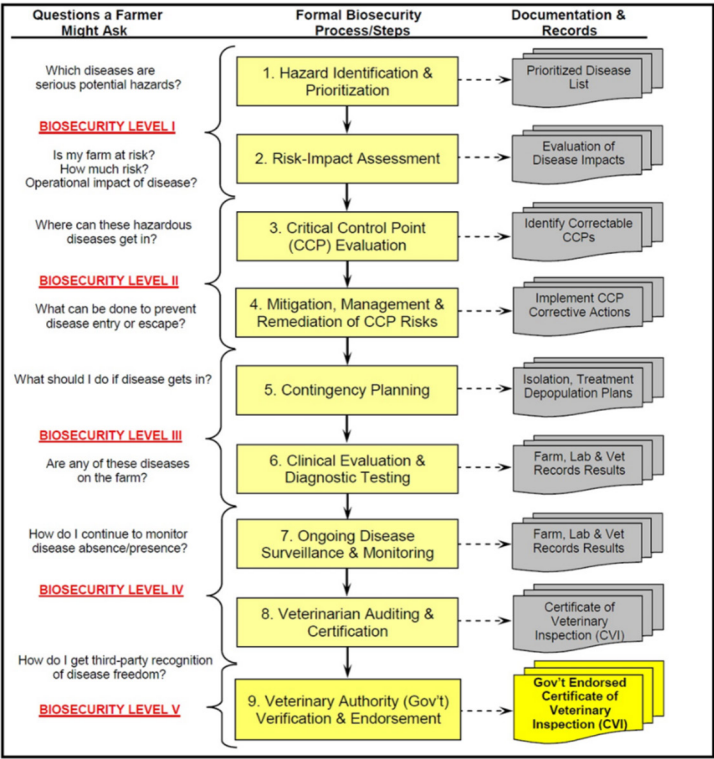 Questions a Farmer
Might Ask
Formal Biosecurity
Process/Steps
Documentation &
Records
Which diseases are
serious potential hazards?
1. Hazard Identification &
Prioritization
Prioritized Disease
List
BIOSECURITY LEVEL I
Is my farm at risk?
How much risk?
Operational impact of disease?
2. Risk-Impact Assessment
Evaluation of
Disease Impacts
Where can these hazardous
diseases get in?
3. Critical Control Point
(CCP) Evaluation
Identify Correctable
CCPs
BIOSECURITY LEVEL II
What can be done to prevent
disease entry or escape?
4. Mitigation, Management &
Remediation of CCP Risks
Implement CCP
Corrective Actions
What should I do if disease gets in?
5. Contingency Planning
Isolation, Treatment
Depopulation Plans
BIOSECURITY LEVEL III
Are any of these diseases
on the farm?
6. Clinical Evaluation &
Diagnostic Testing
Farm, Lab & Vet
Records Results
How do I continue to monitor
disease absence/presence?
7. Ongoing Disease
Surveillance & Monitoring
Farm, Lab & Vet
Records Results
BIOSECURITY LEVEL IV
8. Veterinarian Auditing &
Certification
Certificate of
Veterinary
Inspection (CVI)
How do I get third-party recognition
of disease freedom?
BIOSECURITY LEVEL V
9. Veterinary Authority (Gov't)
Verification & Endorsement
Gov't Endorsed
Certificate of
Veterinary
Inspection (CVI)